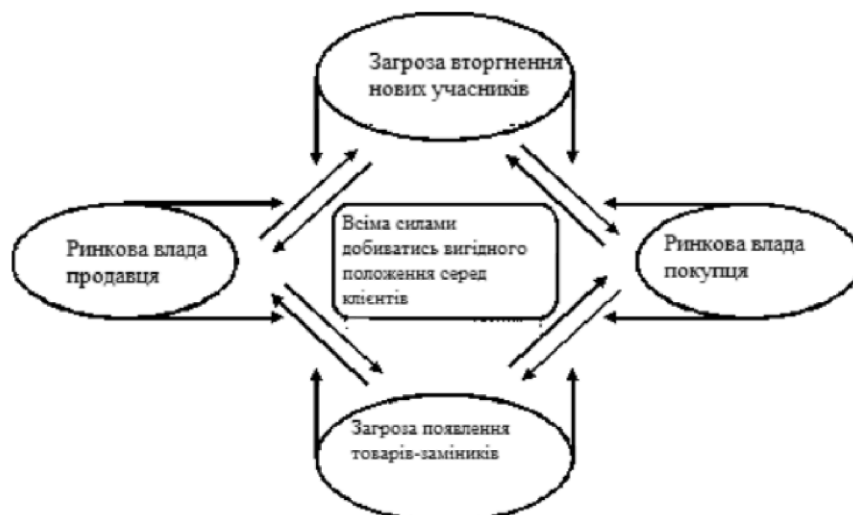 Загроза вторгнення
нових учасників
Ринкова влада
продавця
Всіма силами
добиватись вигідного
положення серед
клієнтів
Ринкова влада
покупця
Загроза появлення
товарів-заміників